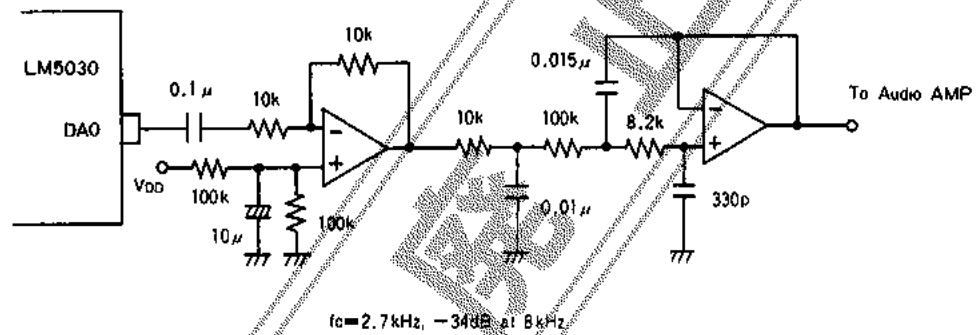 LM5030
DAO
0.1μ
10k
10k
VDD
100k
10μ
100k
10k
0.01μ
100k
0.015μ
8.2k
330p
To Audio AMP
fc=2.7kHz, −34dB at 8kHz